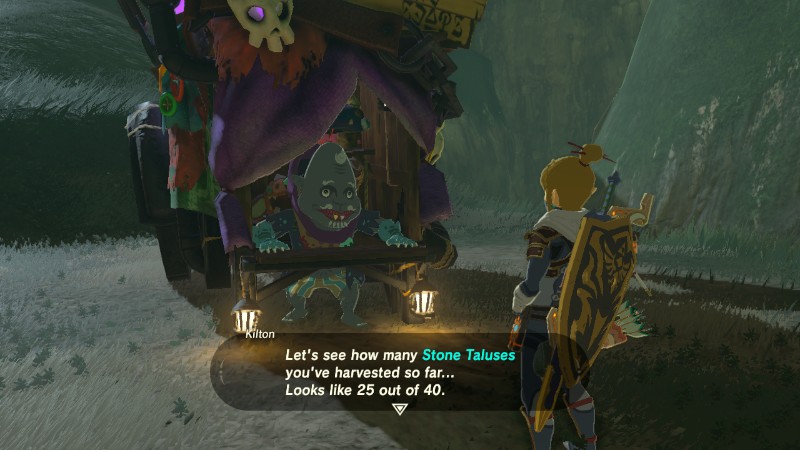 Kilton
Let's see how many Stone Taluses
you've harvested so far...
Looks like 25 out of 40.